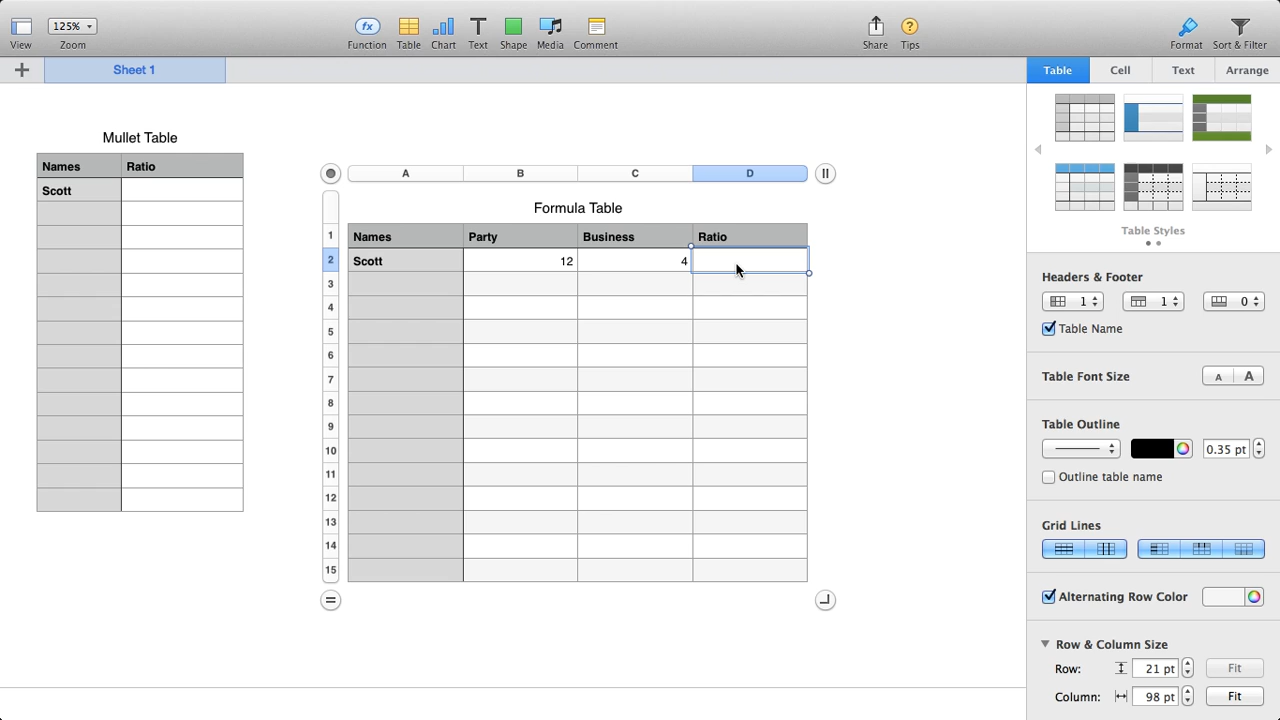 125%
View
Zoom
fx
Function
Table
Chart
T
Text
Shape
Media
Comment
Share
?
Tips
Format
Sort & Filter
+
Sheet 1
Table
Cell
Text
Arrange
Mullet Table
Names
Ratio
Scott
A
B
C
D
Formula Table
1
Names
Party
Business
Ratio
2
Scott
12
4
3
4
5
6
7
8
9
10
11
12
13
14
15
=
Table Styles
Headers & Footer
1
1
0
Table Name
Table Font Size
A
A
Table Outline
0.35 pt
Outline table name
Grid Lines
Alternating Row Color
Row & Column Size
Row:
21 pt
Fit
Column:
98 pt
Fit